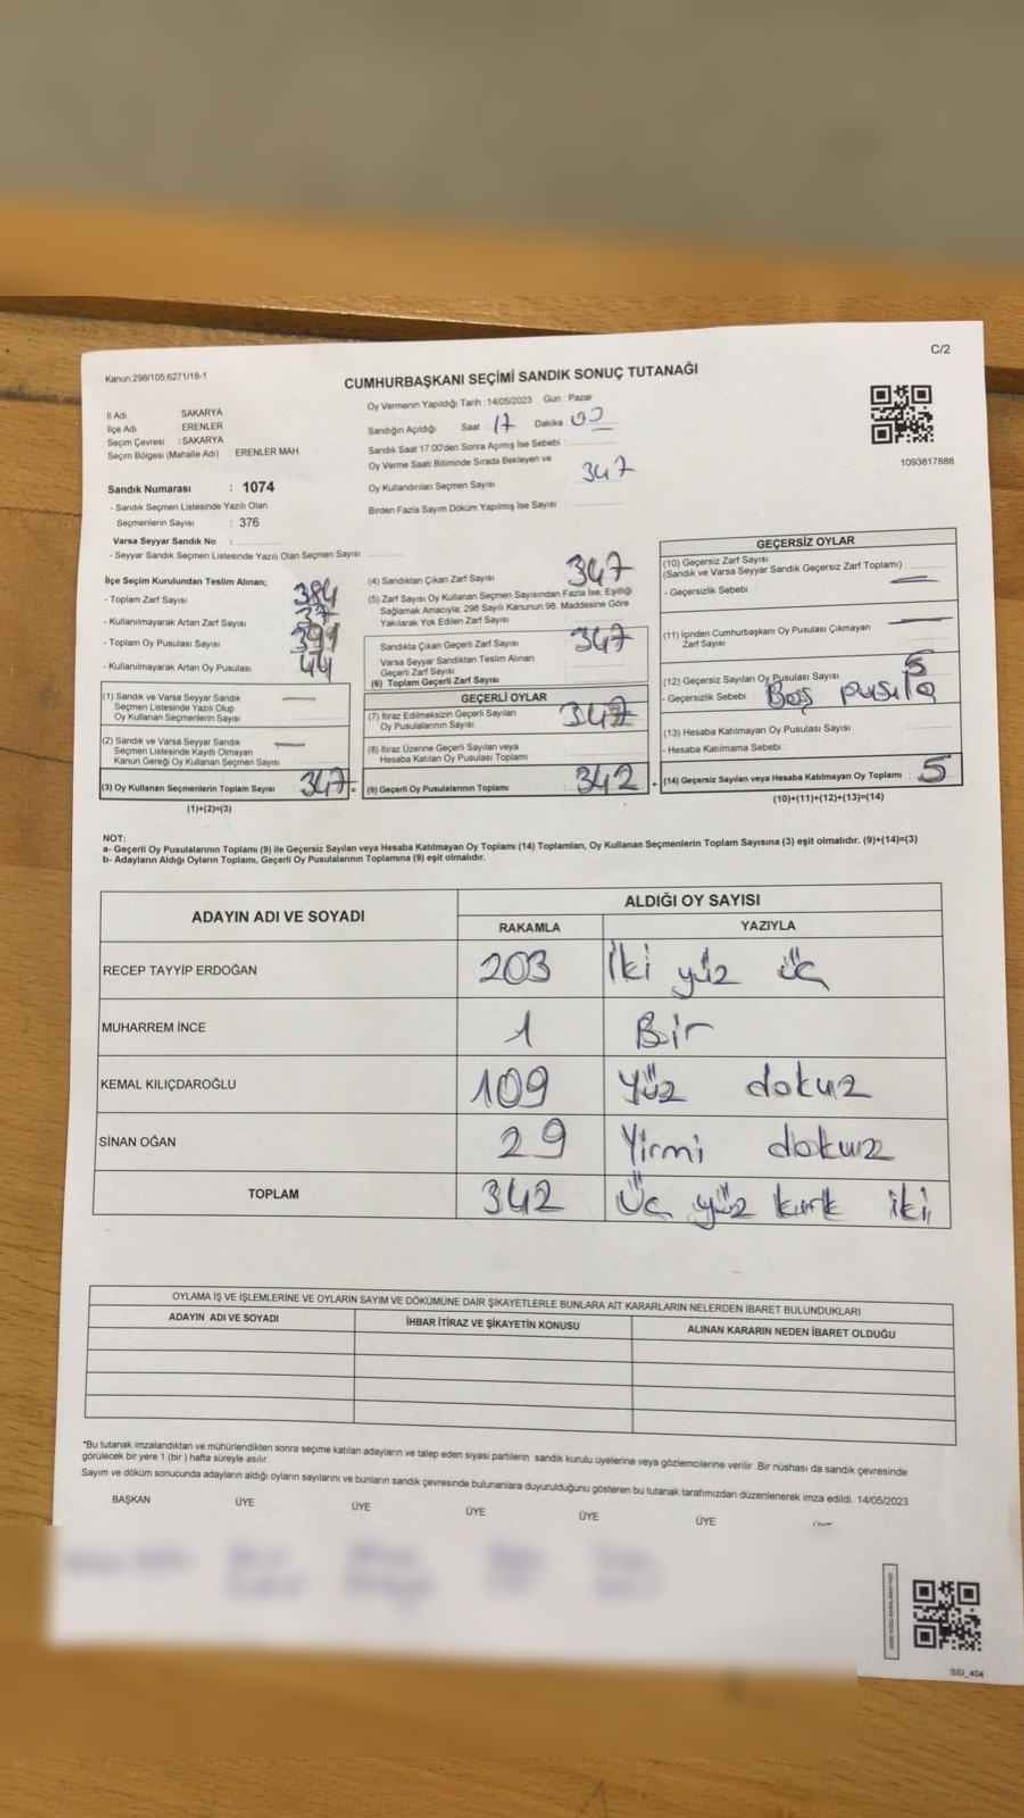 C/2
Kanun:298/105;6271/18-1
CUMHURBAŞKANI SEÇİMİ SANDIK SONUÇ TUTANAĞI
İl Adı SAKARYA
İlçe Adı ERENLER
Seçim Çevresi : SAKARYA
Seçim Bölgesi (Mahalle Adı) ERENLER MAH
Oy Vermenin Yapıldığı Tarih : 14/05/2023 Gün : Pazar
Sandığın Açıldığı Saat 17 Dakika 00
Sandık Saat 17:00'den Sonra Açmış İse Sebebi
Oy Verme Saati Bitiminde Sırada Bekleyen ve
Oy Kullandırılan Seçmen Sayısı 347
Birden Fazla Sayım Döküm Yapılmış İse Sayısı
1093817888
Sandık Numarası : 1074
- Sandık Seçmen Listesinde Yazılı Olan
Seçmenlerin Sayısı : 376
Varsa Seyyar Sandık No :
- Seyyar Sandık Seçmen Listesinde Yazılı Olan Seçmen Sayısı
İlçe Seçim Kurulundan Teslim Alınan;
- Toplam Zarf Sayısı 384
- Kullanılmayarak Artan Zarf Sayısı 37
- Toplam Oy Pusulası Sayısı 391
- Kullanılmayarak Artan Oy Pusulası 44
(1) Sandık ve Varsa Seyyar Sandık
Seçmen Listesinde Yazılı Olup
Oy Kullanan Seçmenlerin Sayısı
(2) Sandık ve Varsa Seyyar Sandık
Seçmen Listesinde Kayıtlı Olmayan
Kanun Gereği Oy Kullanan Seçmen Sayısı
(3) Oy Kullanan Seçmenlerin Toplam Sayısı 347
(1)+(2)=(3)
(4) Sandıktan Çıkan Zarf Sayısı 347
(5) Zarf Sayısı Oy Kullanan Seçmen Sayısından Fazla İse; Eşitliği
Sağlamak Amacıyla, 298 Sayılı Kanunun 98. Maddesine Göre
Yakılarak Yok Edilen Zarf Sayısı
Sandıkta Çıkan Geçerli Zarf Sayısı 347
Varsa Seyyar Sandıktan Teslim Alınan
Geçerli Zarf Sayısı
(6) Toplam Geçerli Zarf Sayısı
GEÇERLİ OYLAR
(7) İtiraz Edilmeksizin Geçerli Sayılan
Oy Pusulalarının Sayısı 342
(8) İtiraz Üzerine Geçerli Sayılan veya
Hesaba Katılan Oy Pusulası Toplamı
(9) Geçerli Oy Pusulalarının Toplamı 342
GEÇERSİZ OYLAR
(10) Geçersiz Zarf Sayısı
(Sandık ve Varsa Seyyar Sandık Geçersiz Zarf Toplamı)
- Geçersizlik Sebebi
(11) İçinden Cumhurbaşkanı Oy Pusulası Çıkmayan
Zarf Sayısı
(12) Geçersiz Sayılan Oy Pusulası Sayısı 5
- Geçersizlik Sebebi Boş pusula
(13) Hesaba Katılmayan Oy Pusulası Sayısı
- Hesaba Katılmama Sebebi
(14) Geçersiz Sayılan veya Hesaba Katılmayan Oy Toplamı 5
(10)+(11)+(12)+(13)=(14)
NOT:
a- Geçerli Oy Pusulalarının Toplamı (9) ile Geçersiz Sayılan veya Hesaba Katılmayan Oy Toplamı (14) Toplamları, Oy Kullanan Seçmenlerin Toplam Sayısına (3) eşit olmalıdır. (9)+(14)=(3)
b- Adayların Aldığı Oyların Toplamı, Geçerli Oy Pusulalarının Toplamına (9) eşit olmalıdır.
ADAYIN ADI VE SOYADI ALDIĞI OY SAYISI
RAKAMLA YAZIYLA
RECEP TAYYİP ERDOĞAN 203 İki yüz üç
MUHARREM İNCE 1 Bir
KEMAL KILIÇDAROĞLU 109 Yüz dokuz
SİNAN OĞAN 29 Yirmi dokuz
TOPLAM 342 Üç yüz kırk iki
OYLAMA İŞ VE İŞLEMLERİNE VE OYLARIN SAYIM VE DÖKÜMÜNE DAİR ŞİKAYETLERLE BUNLARA AİT KARARLARIN NELERDEN İBARET BULUNDUKLARI
ADAYIN ADI VE SOYADI İHBAR İTİRAZ VE ŞİKAYETİN KONUSU ALINAN KARARIN NEDEN İBARET OLDUĞU
*Bu tutanak imzalandıktan ve mühürlendikten sonra seçime katılan adayların ve talep eden siyasi partilerin sandık kurulu üyelerine veya gözlemcilerine verilir. Bir nüshası da sandık çevresinde
görülecek bir yere 1 (bir) hafta süreyle asılır.
Sayım ve döküm sonucunda adayların aldığı oyların sayılarını ve bunların sandık çevresinde bulunanlara duyurulduğunu gösteren bu tutanak tarafımızdan düzenlenerek imza edildi. 14/05/2023
BAŞKAN ÜYE ÜYE ÜYE ÜYE ÜYE